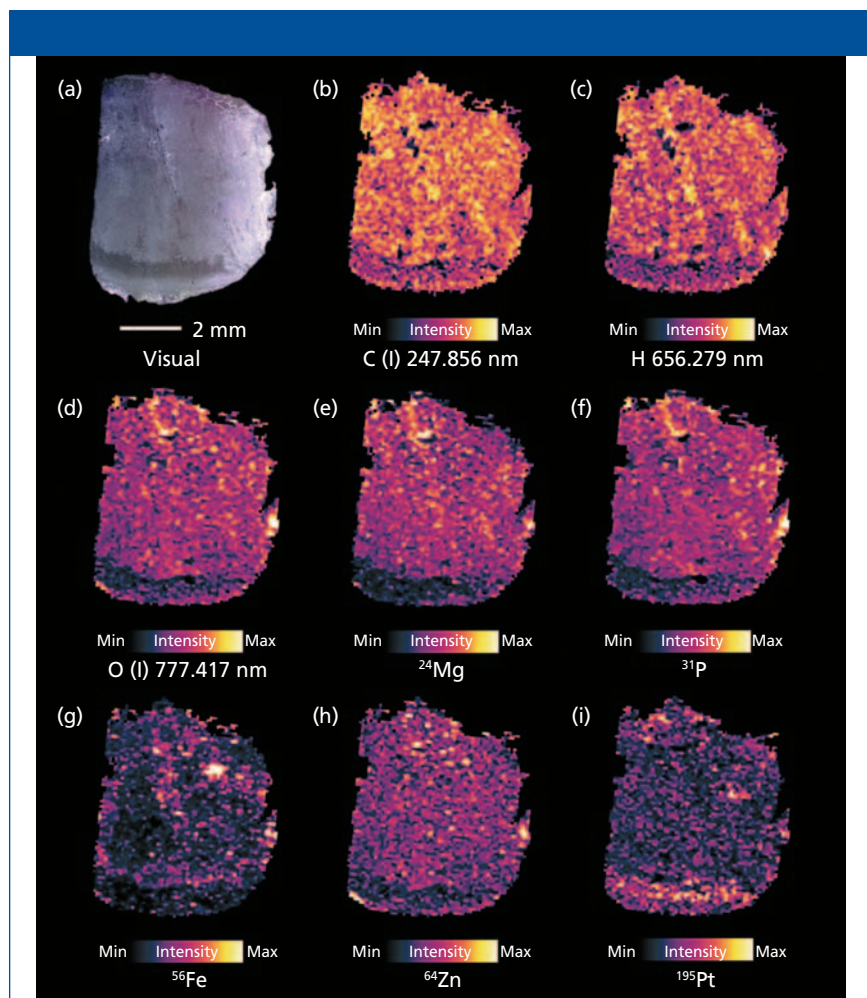 (a)
(b)
(c)
2 mm
Visual
Min Intensity Max
C (I) 247.856 nm
Min Intensity Max
H 656.279 nm
(d)
(e)
(f)
Min Intensity Max
O (I) 777.417 nm
Min Intensity Max
²⁴Mg
Min Intensity Max
³¹P
(g)
(h)
(i)
Min Intensity Max
⁵⁶Fe
Min Intensity Max
⁶⁴Zn
Min Intensity Max
¹⁹⁵Pt